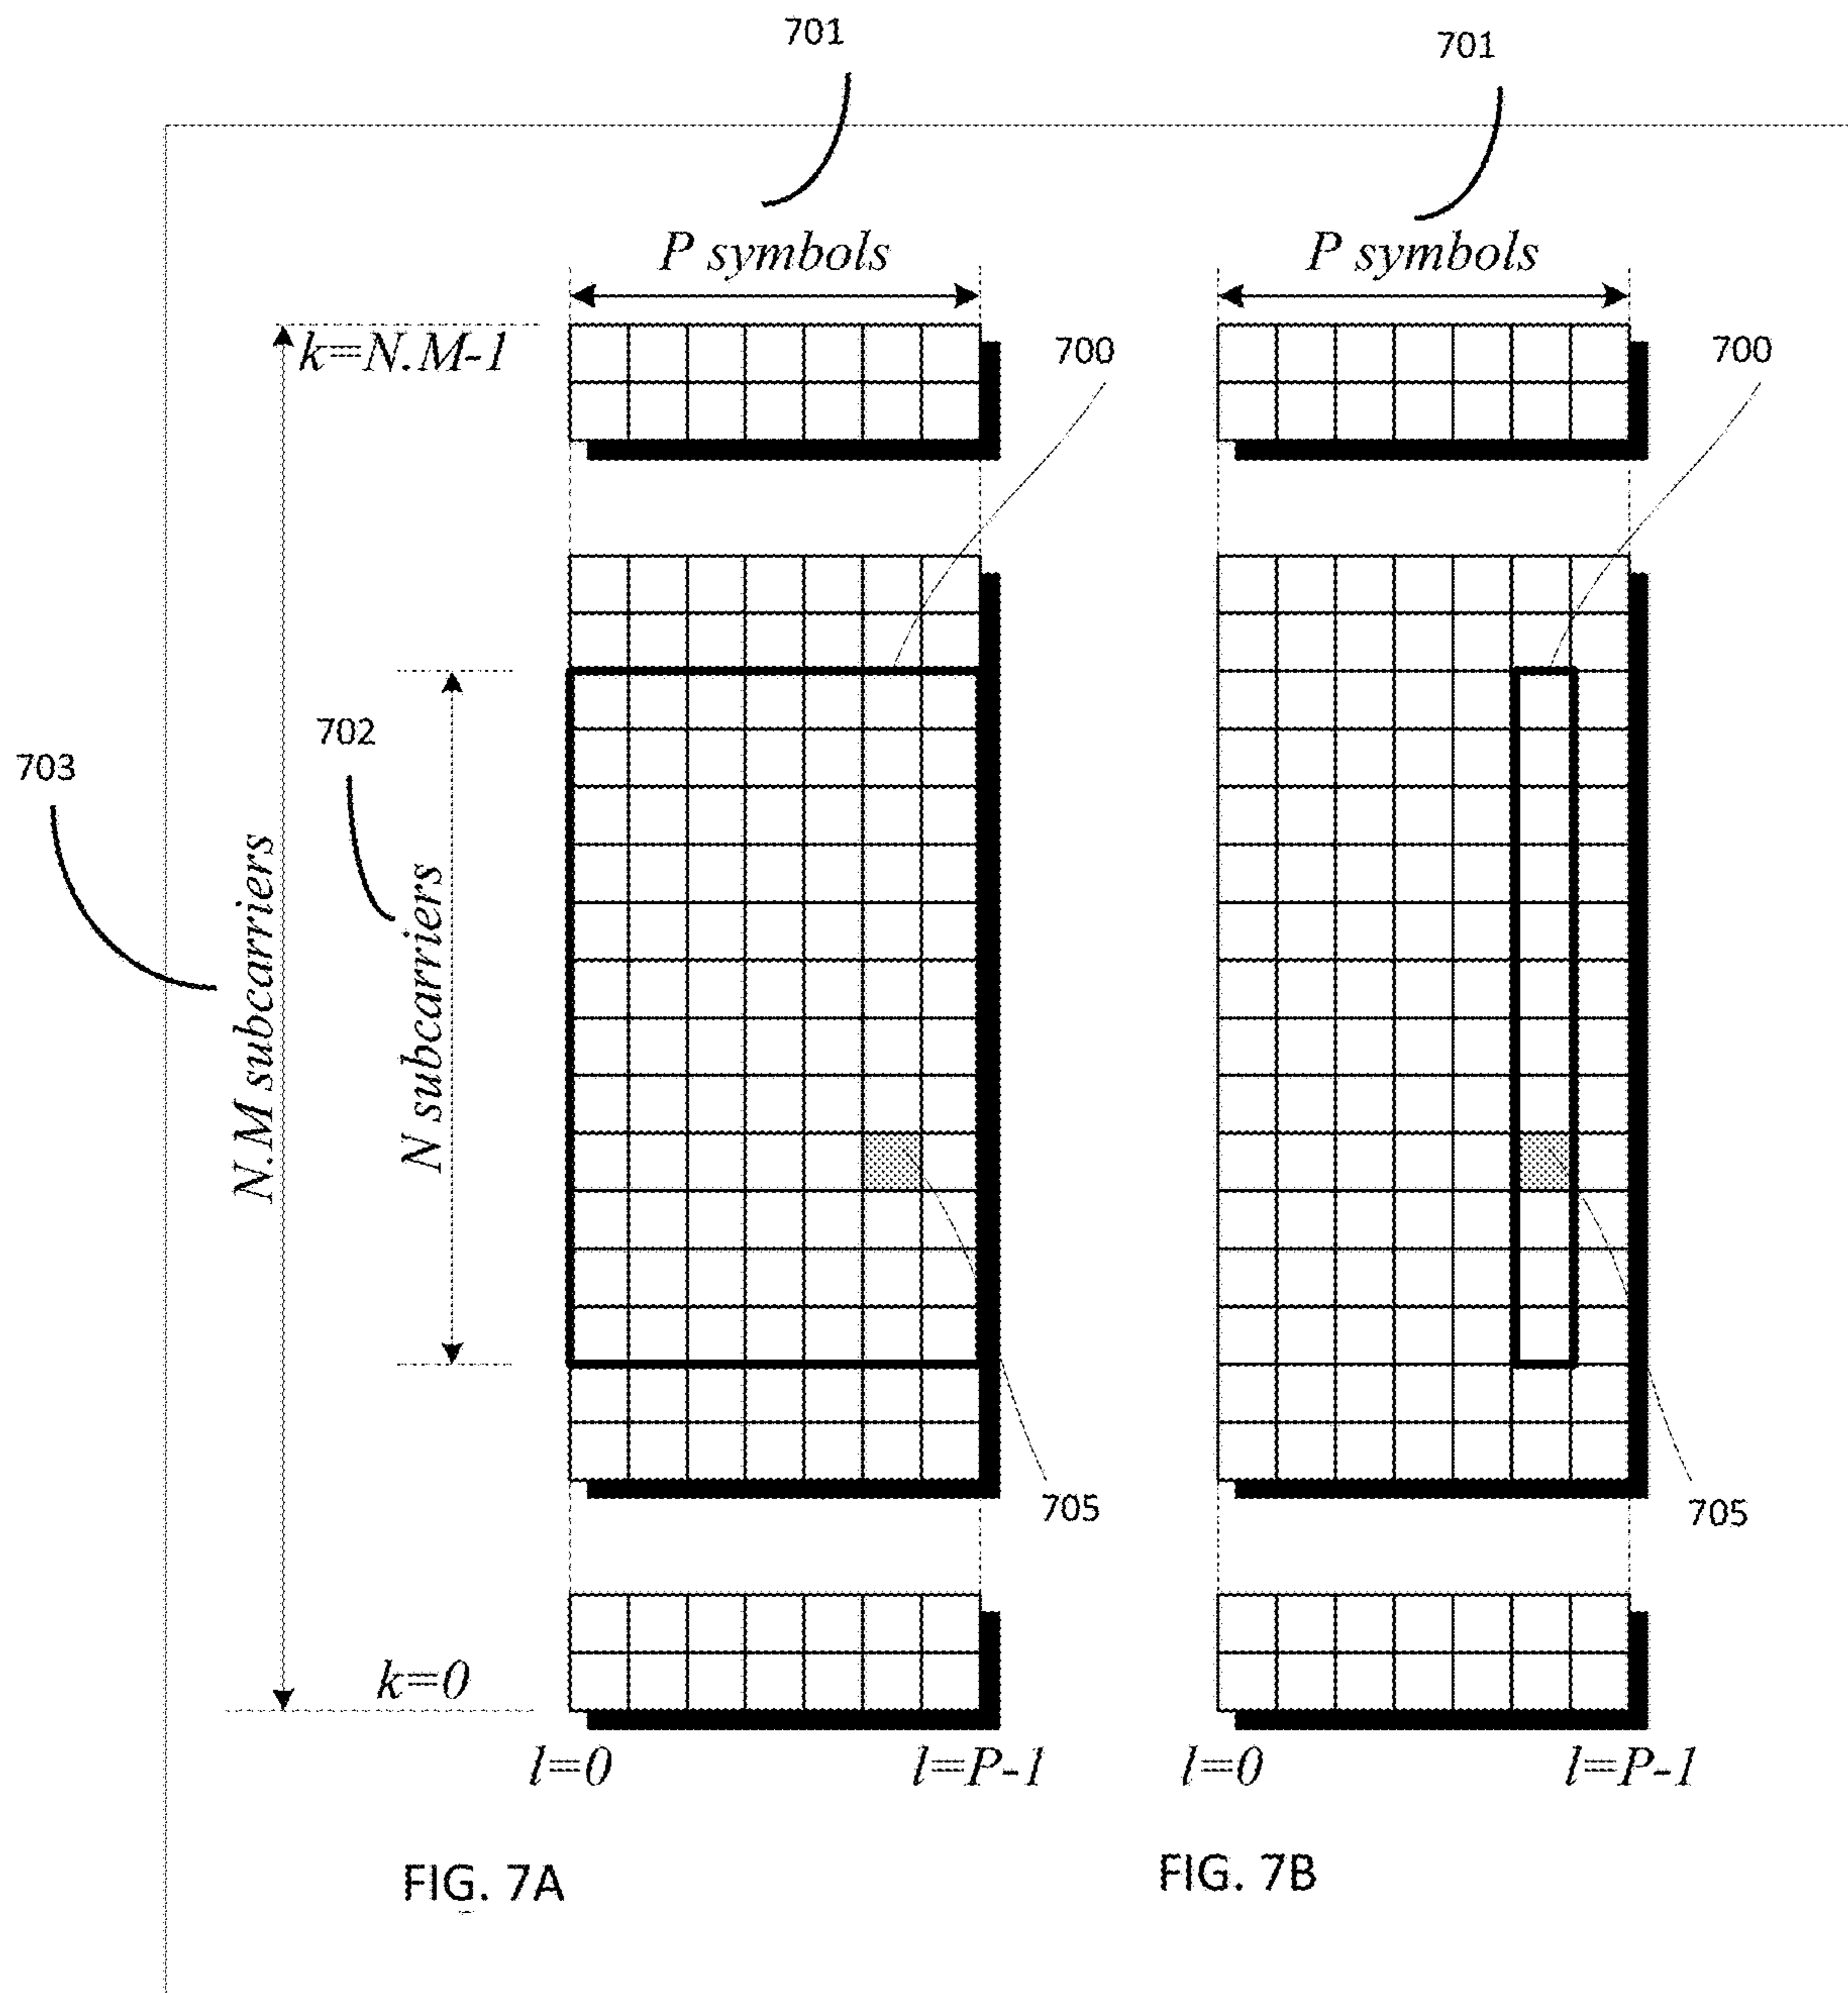 701
701
P symbols
P symbols
k=N.M-1
700
700
702
703
N.M subcarriers
N subcarriers
705
705
k=0
l=0
l=P-1
l=0
l=P-1
FIG. 7A
FIG. 7B